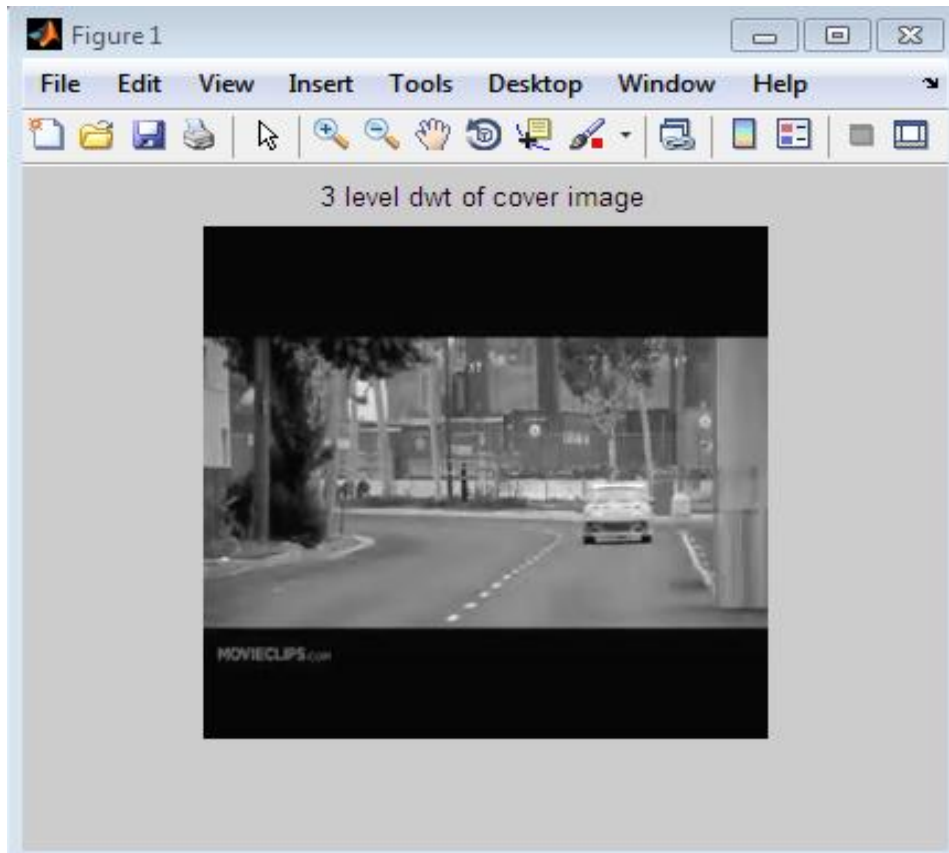 Figure 1
File Edit View Insert Tools Desktop Window Help
3 level dwt of cover image
MOVIECLIPS.COM